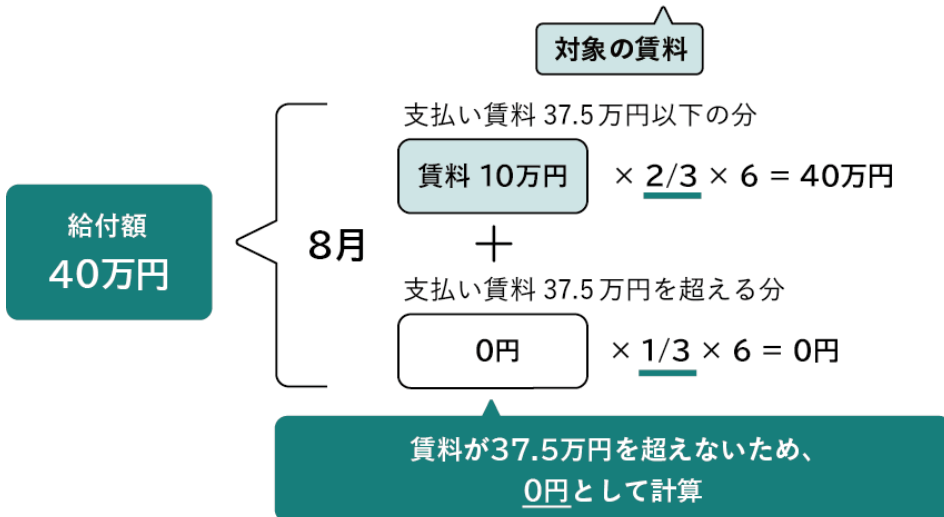 対象の賃料
支払い賃料 37.5万円以下の分
賃料 10万円 × 2/3 × 6 = 40万円
給付額
40万円
8月
+
支払い賃料 37.5万円を超える分
0円 × 1/3 × 6 = 0円
賃料が37.5万円を超えないため、
0円として計算